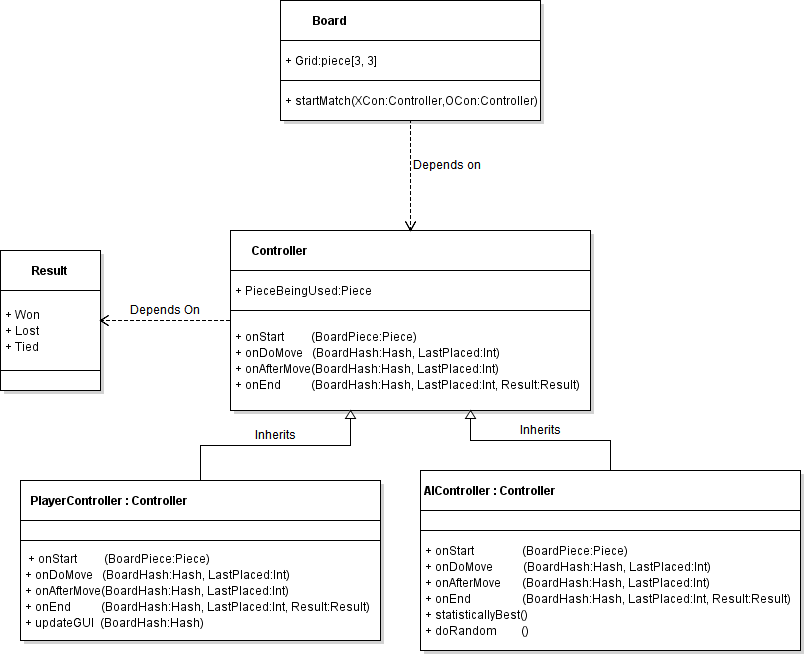 Board
+ Grid:piece[3, 3]
+ startMatch(XCon:Controller,OCon:Controller)
Depends on
Controller
+ PieceBeingUsed:Piece
+ onStart (BoardPiece:Piece)
+ onDoMove (BoardHash:Hash, LastPlaced:Int)
+ onAfterMove(BoardHash:Hash, LastPlaced:Int)
+ onEnd (BoardHash:Hash, LastPlaced:Int, Result:Result)
Result
+ Won
+ Lost
+ Tied
Depends On
Inherits
Inherits
PlayerController : Controller
+ onStart (BoardPiece:Piece)
+ onDoMove (BoardHash:Hash, LastPlaced:Int)
+ onAfterMove(BoardHash:Hash, LastPlaced:Int)
+ onEnd (BoardHash:Hash, LastPlaced:Int, Result:Result)
+ updateGUI (BoardHash:Hash)
AIController : Controller
+ onStart (BoardPiece:Piece)
+ onDoMove (BoardHash:Hash, LastPlaced:Int)
+ onAfterMove (BoardHash:Hash, LastPlaced:Int)
+ onEnd (BoardHash:Hash, LastPlaced:Int, Result:Result)
+ statisticallyBest()
+ doRandom ()